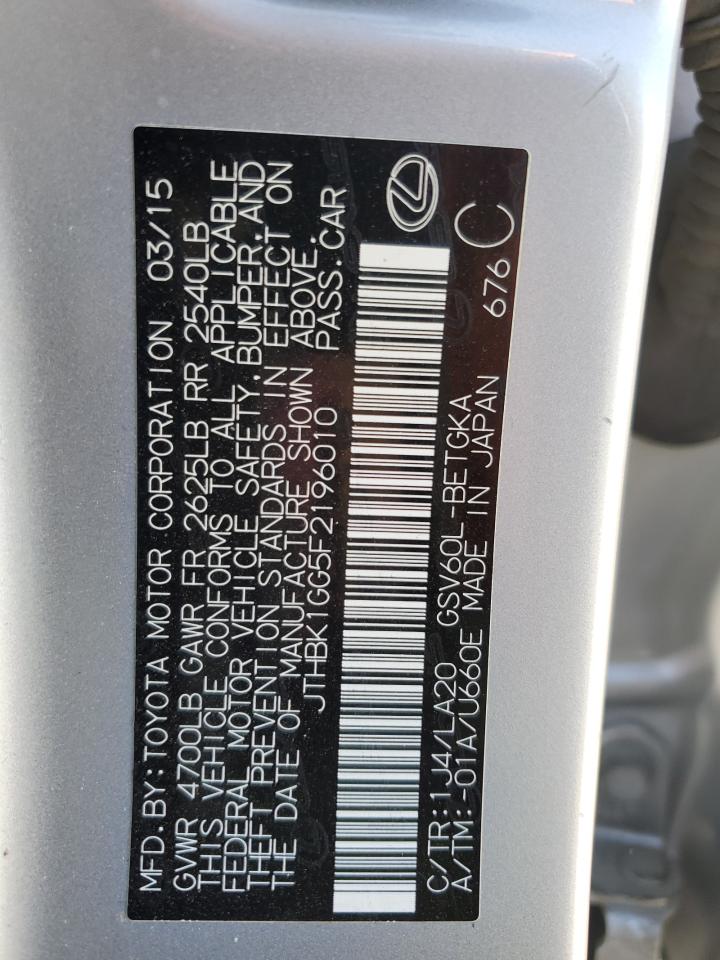 MFD. BY: TOYOTA MOTOR CORPORATION 03/15
GVWR 4700LB GAWR FR 2625LB RR 2540LB
THIS VEHICLE CONFORMS TO ALL APPLICABLE
FEDERAL MOTOR VEHICLE SAFETY, BUMPER, AND
THEFT PREVENTION STANDARDS IN EFFECT ON
THE DATE OF MANUFACTURE SHOWN ABOVE.
JTHBK1GG5F2196010 PASS. CAR
C/TR: 1J4/LA20 GSV60L-BETGKA
A/TM: -01A/U660E MADE IN JAPAN
676 C